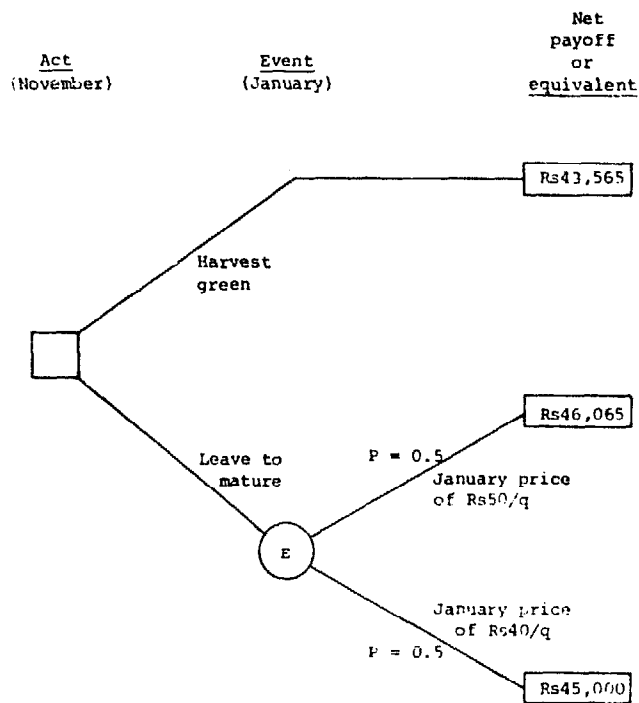 Net
payoff
or
equivalent
Act
(November)
Event
(January)
Rs43,565
Harvest
green
Rs46,065
P = 0.5
January price
of Rs50/q
Leave to
mature
E
January price
of Rs40/q
P = 0.5
Rs45,000